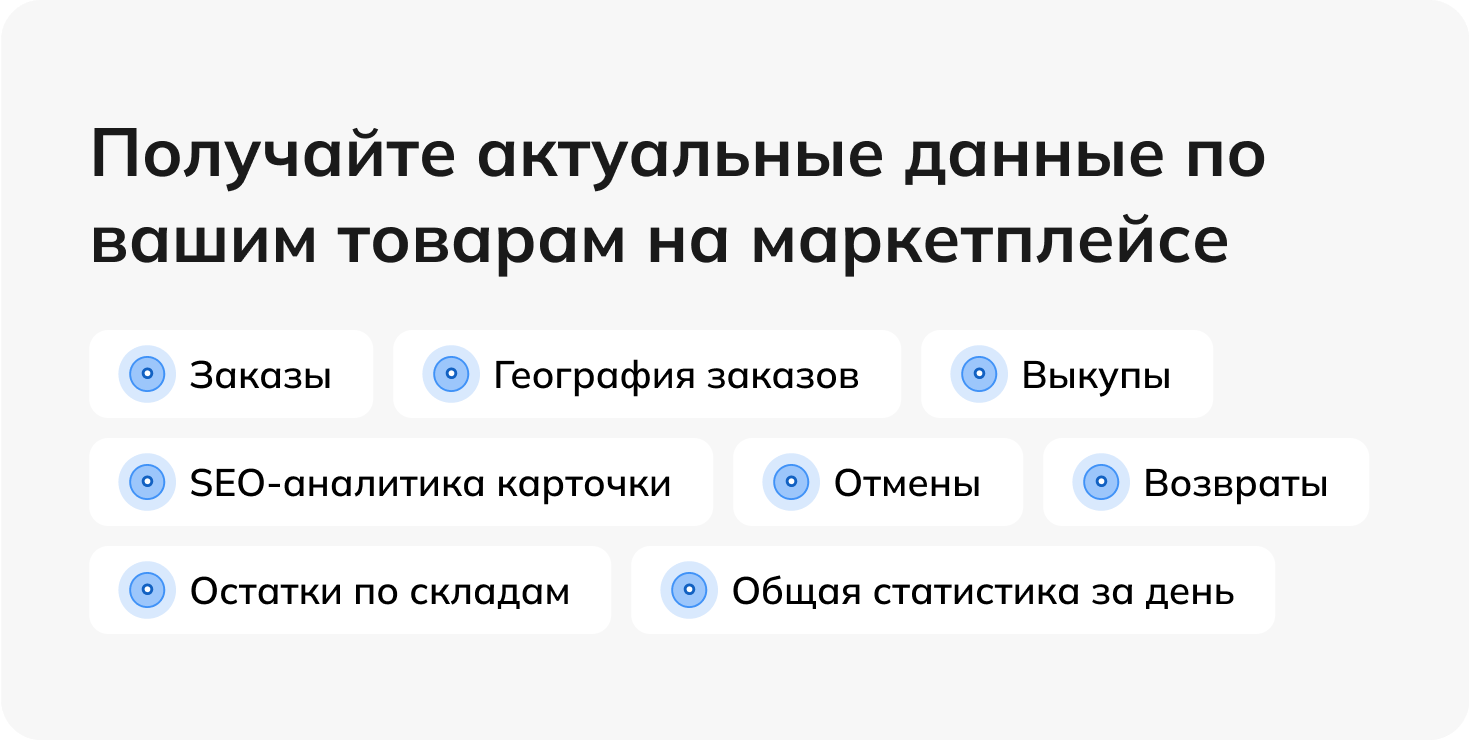 Получайте актуальные данные по
вашим товарам на маркетплейсе
Заказы
География заказов
Выкупы
SEO-аналитика карточки
Отмены
Возвраты
Остатки по складам
Общая статистика за день